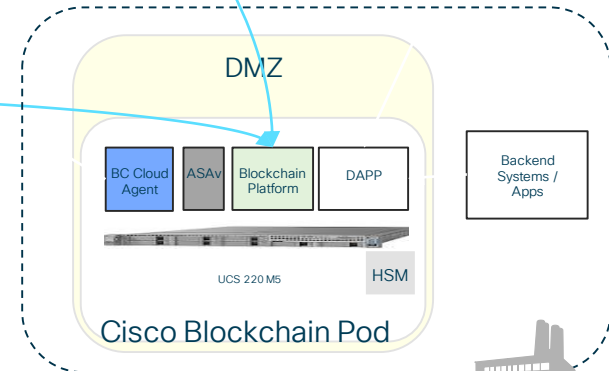 DMZ
BC Cloud
Agent
ASAv
Blockchain
Platform
DAPP
Backend
Systems /
Apps
UCS 220 M5
HSM
Cisco Blockchain Pod